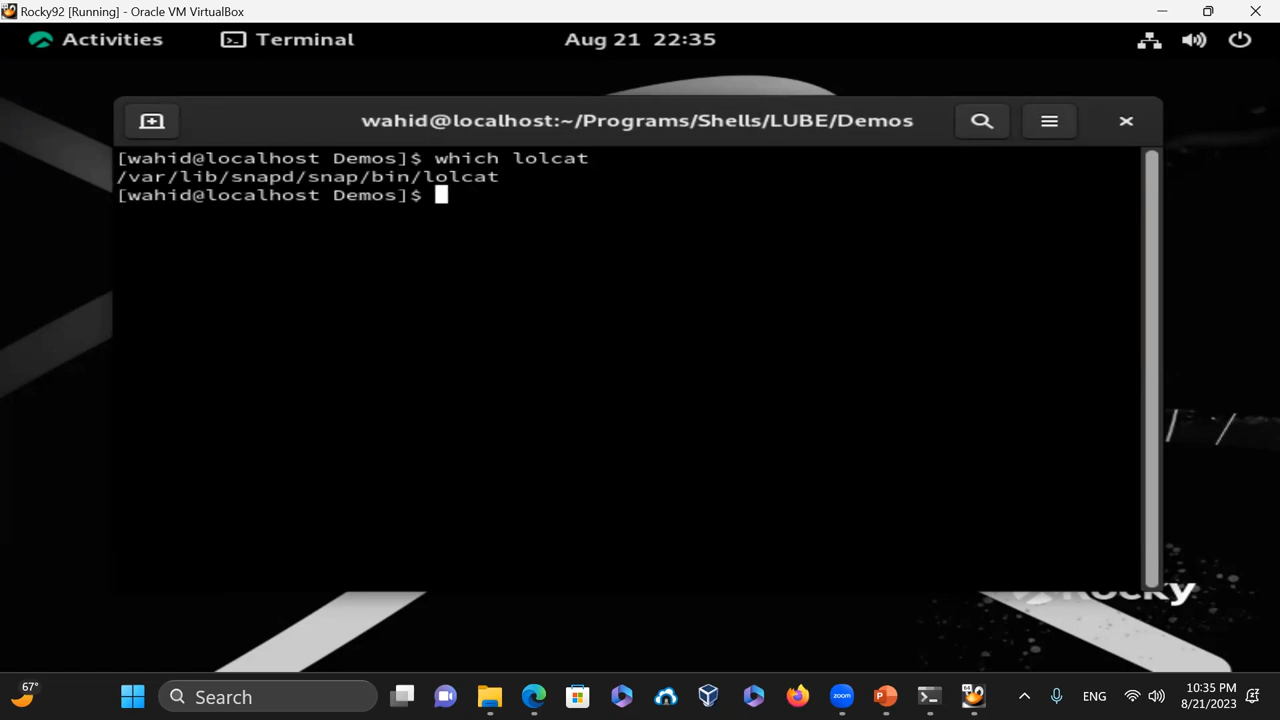 Rocky92 [Running] - Oracle VM VirtualBox
Activities Terminal Aug 21 22:35
wahid@localhost:~/Programs/Shells/LUBE/Demos
[wahid@localhost Demos]$ which lolcat
/var/lib/snapd/snap/bin/lolcat
[wahid@localhost Demos]$
Rocky
67°
Search
zoom
ENG
10:35 PM
8/21/2023